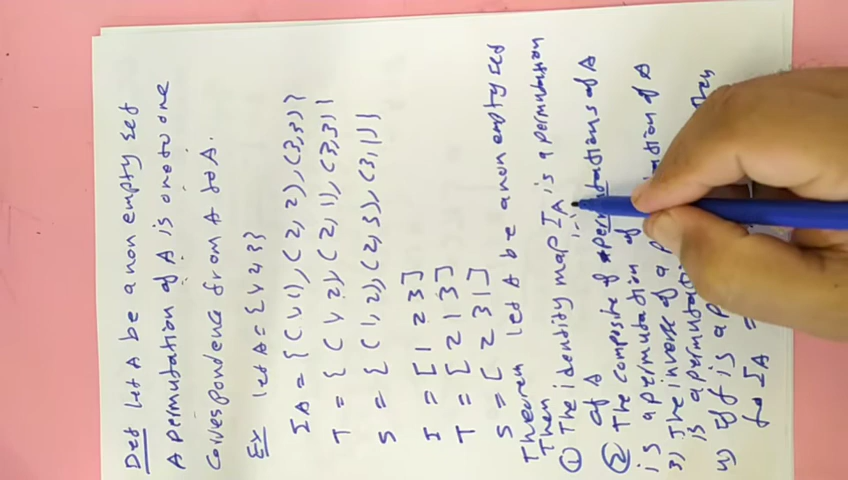 Def Let A be a non empty set
A permutation of A is one to one
Correspondence from A to A.
Ex let A = {1, 2, 3}
IA = {(1,1), (2, 2), (3,3)}
T = {(1, 2), (2, 1), (3,3)}
S = {(1, 2), (2, 3), (3, 1)}
I = [1 2 3]
T = [2 1 3]
S = [2 3 1]
Theorem let A be a non empty set
Then
① The identity map IA is a permutation
of A
② The composite of permutations of A
is a permutation of A
3) The inverse of a
is a
4) If f is a then
f o IA =